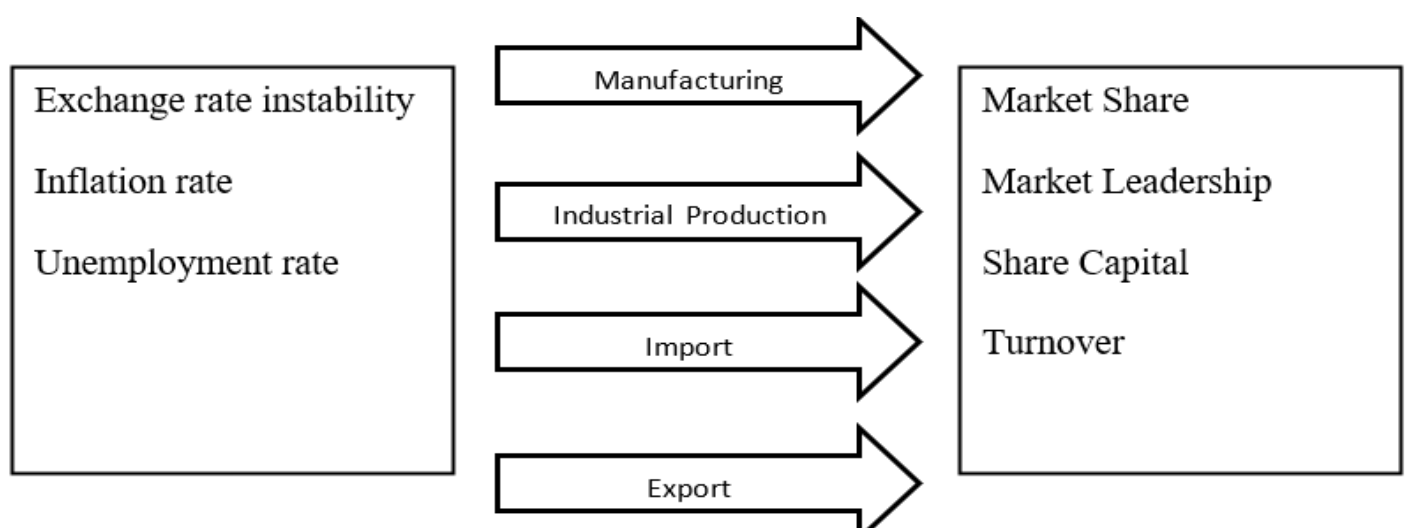 Exchange rate instability
Inflation rate
Unemployment rate
Manufacturing
Industrial Production
Import
Export
Market Share
Market Leadership
Share Capital
Turnover